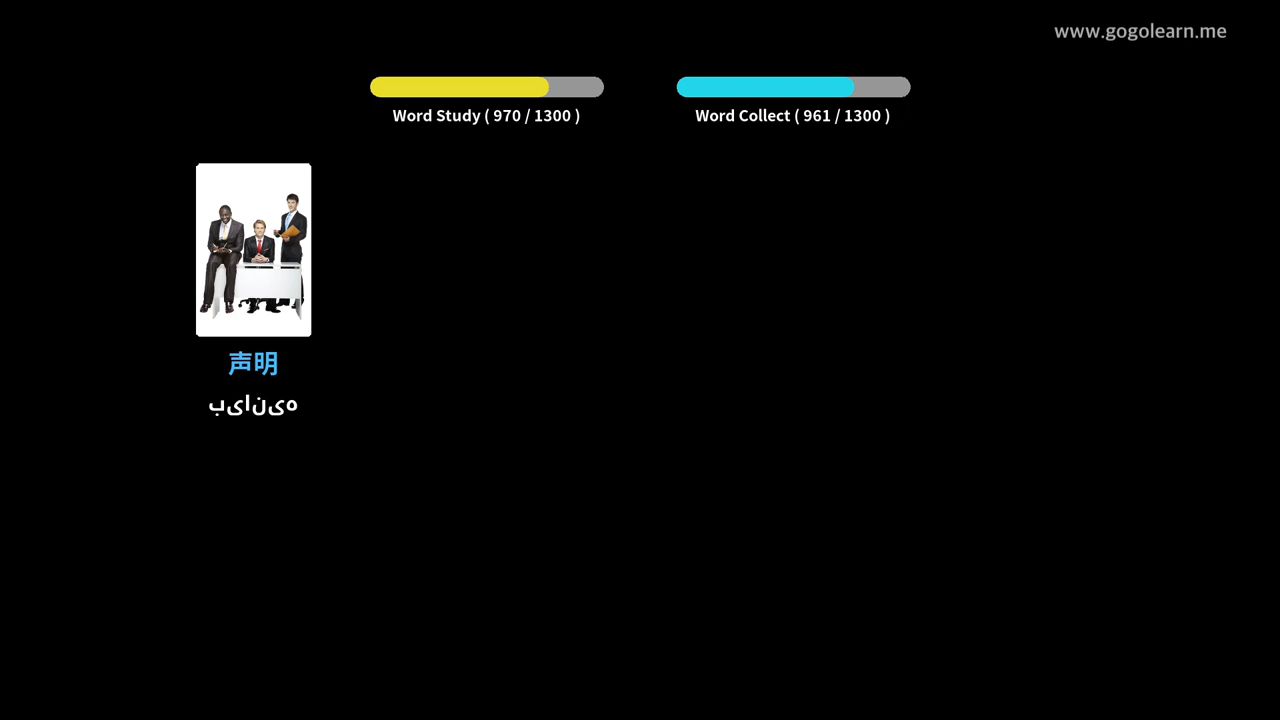 www.gogolearn.me
Word Study ( 970 / 1300 )
Word Collect ( 961 / 1300 )
声明
بیانیه